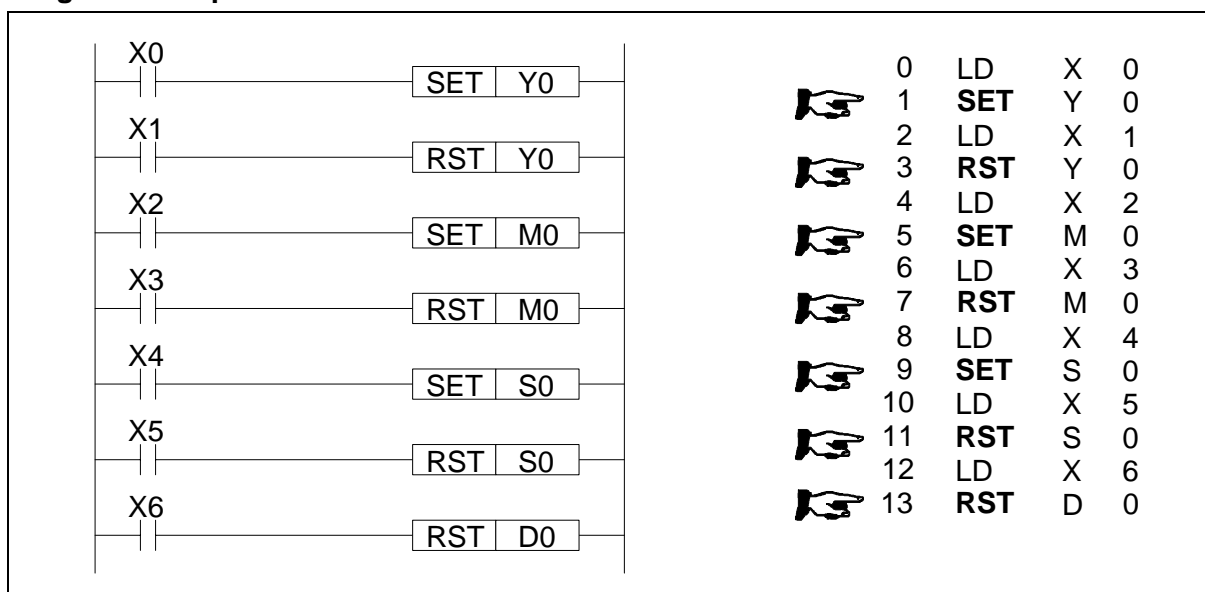 X0
SET Y0
X1
RST Y0
X2
SET M0
X3
RST M0
X4
SET S0
X5
RST S0
X6
RST D0
0 LD X 0
1 SET Y 0
2 LD X 1
3 RST Y 0
4 LD X 2
5 SET M 0
6 LD X 3
7 RST M 0
8 LD X 4
9 SET S 0
10 LD X 5
11 RST S 0
12 LD X 6
13 RST D 0